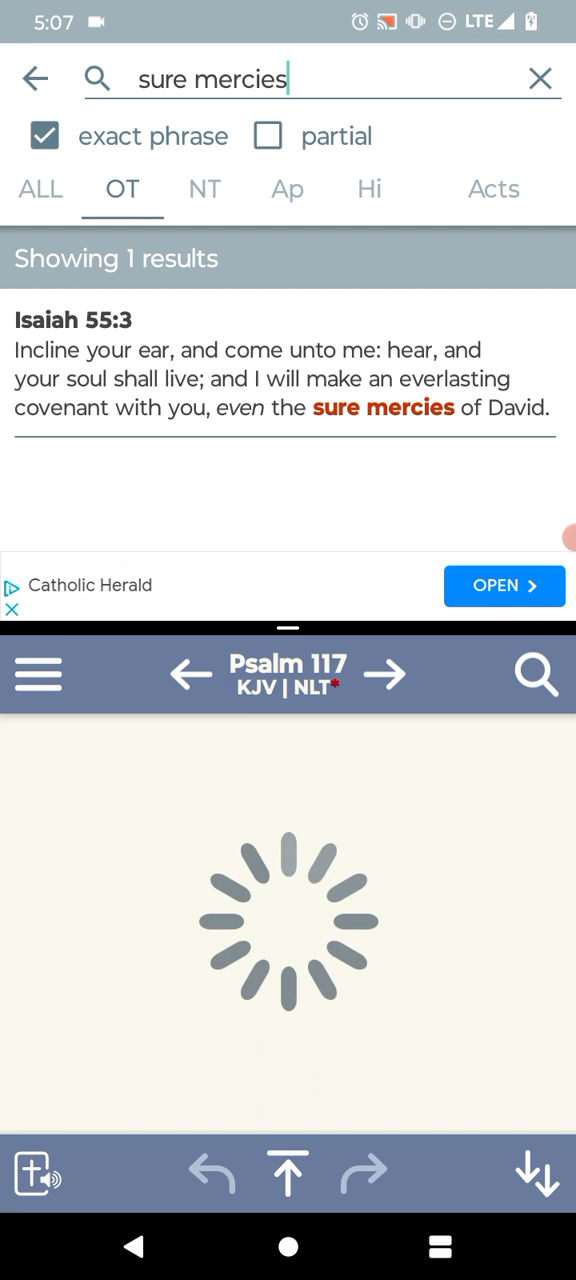 5:07 LTE
sure mercies
exact phrase partial
ALL OT NT Ap Hi Acts
Showing 1 results
Isaiah 55:3
Incline your ear, and come unto me: hear, and
your soul shall live; and I will make an everlasting
covenant with you, even the sure mercies of David.
Catholic Herald OPEN
Psalm 117
KJV | NLT*